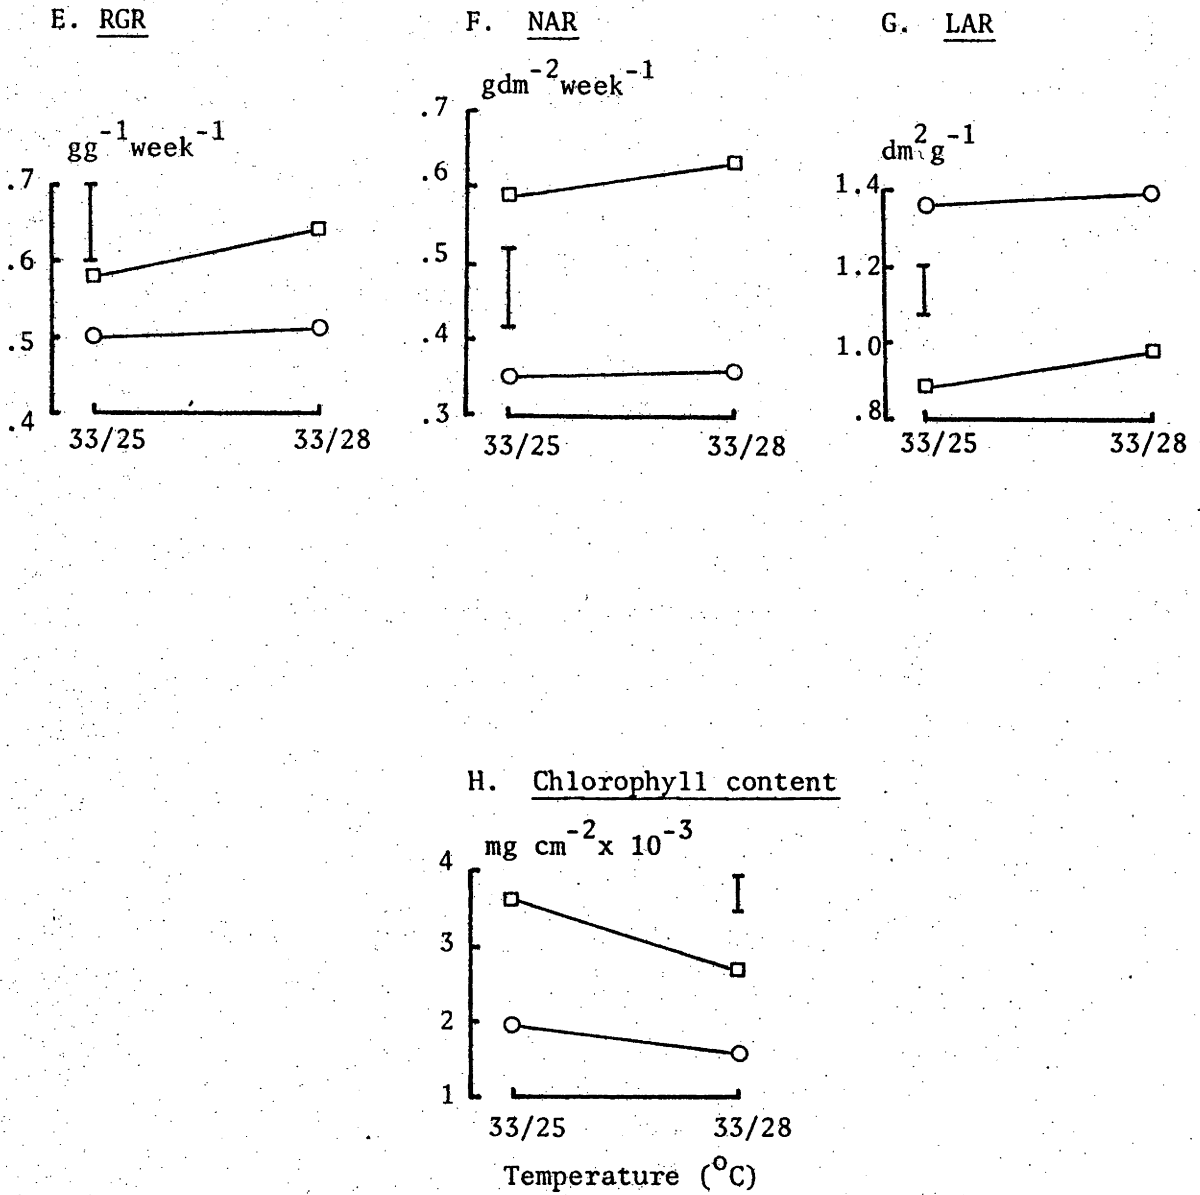 E. RGR
gg⁻¹week⁻¹
.7
.6
.5
.4
33/25 33/28
F. NAR
gdm⁻²week⁻¹
.7
.6
.5
.4
.3
33/25 33/28
G. LAR
dm²g⁻¹
1.4
1.2
1.0
.8
33/25 33/28
H. Chlorophyll content
mg cm⁻²x 10⁻³
4
3
2
1
33/25 33/28
Temperature (°C)